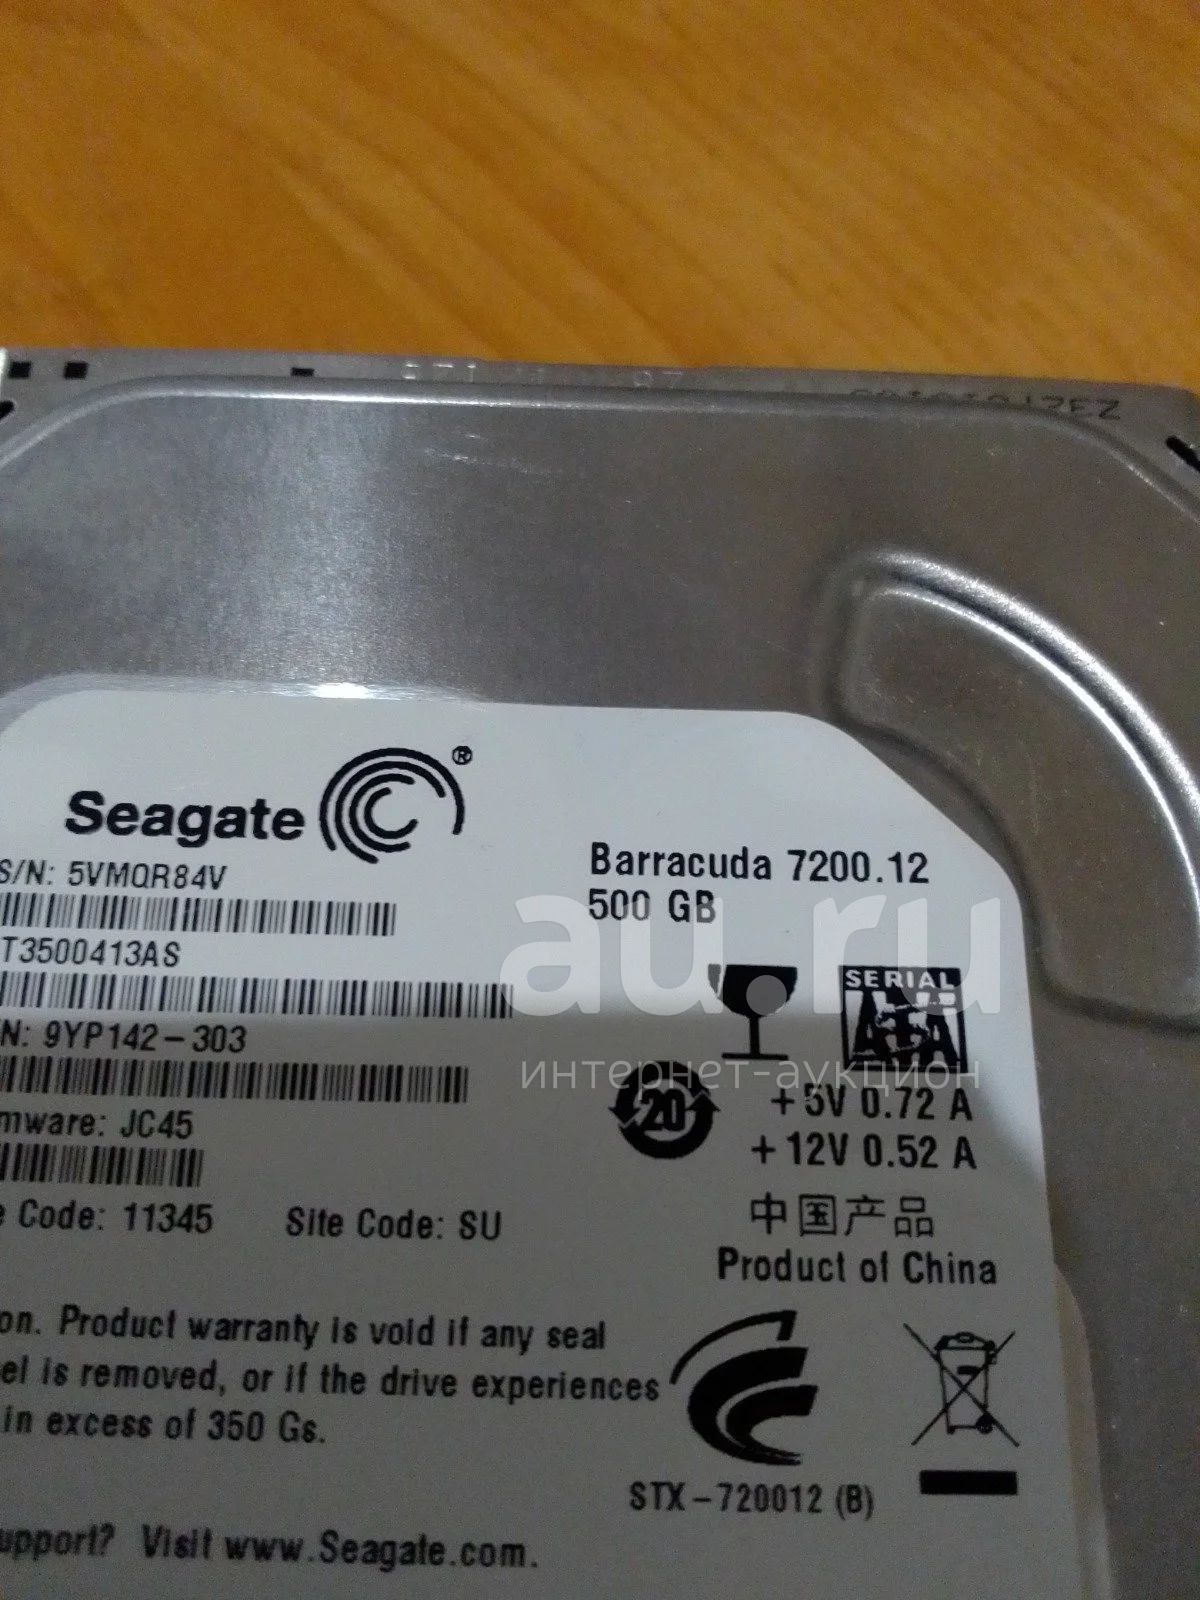 Seagate®
S/N: 5VMQR84V
Barracuda 7200.12
500 GB
T3500413AS
N: 9YP142-303
mware: JC45
e Code: 11345 Site Code: SU
SERIAL
ATA
20
+5V 0.72 A
+12V 0.52 A
中国产品
Product of China
on. Product warranty is void if any seal
el is removed, or if the drive experiences
in excess of 350 Gs.
STX-720012 (B)
upport? Visit www.Seagate.com.
au.ru
интернет-аукцион